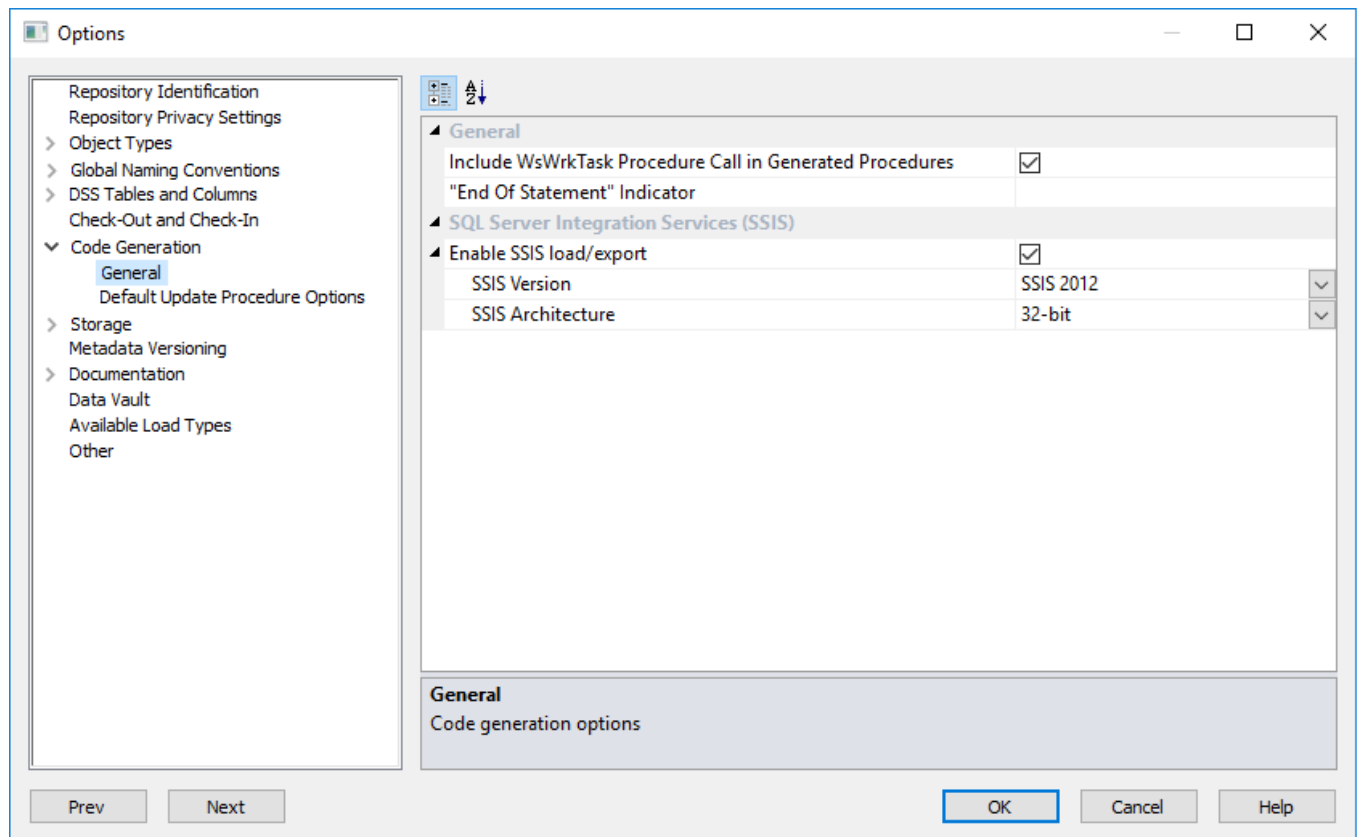 Options
Repository Identification
Repository Privacy Settings
Object Types
Global Naming Conventions
DSS Tables and Columns
Check-Out and Check-In
Code Generation
General
Default Update Procedure Options
Storage
Metadata Versioning
Documentation
Data Vault
Available Load Types
Other
General
Include WsWrkTask Procedure Call in Generated Procedures
"End Of Statement" Indicator
SQL Server Integration Services (SSIS)
Enable SSIS load/export
SSIS Version SSIS 2012
SSIS Architecture 32-bit
General
Code generation options
Prev Next OK Cancel Help